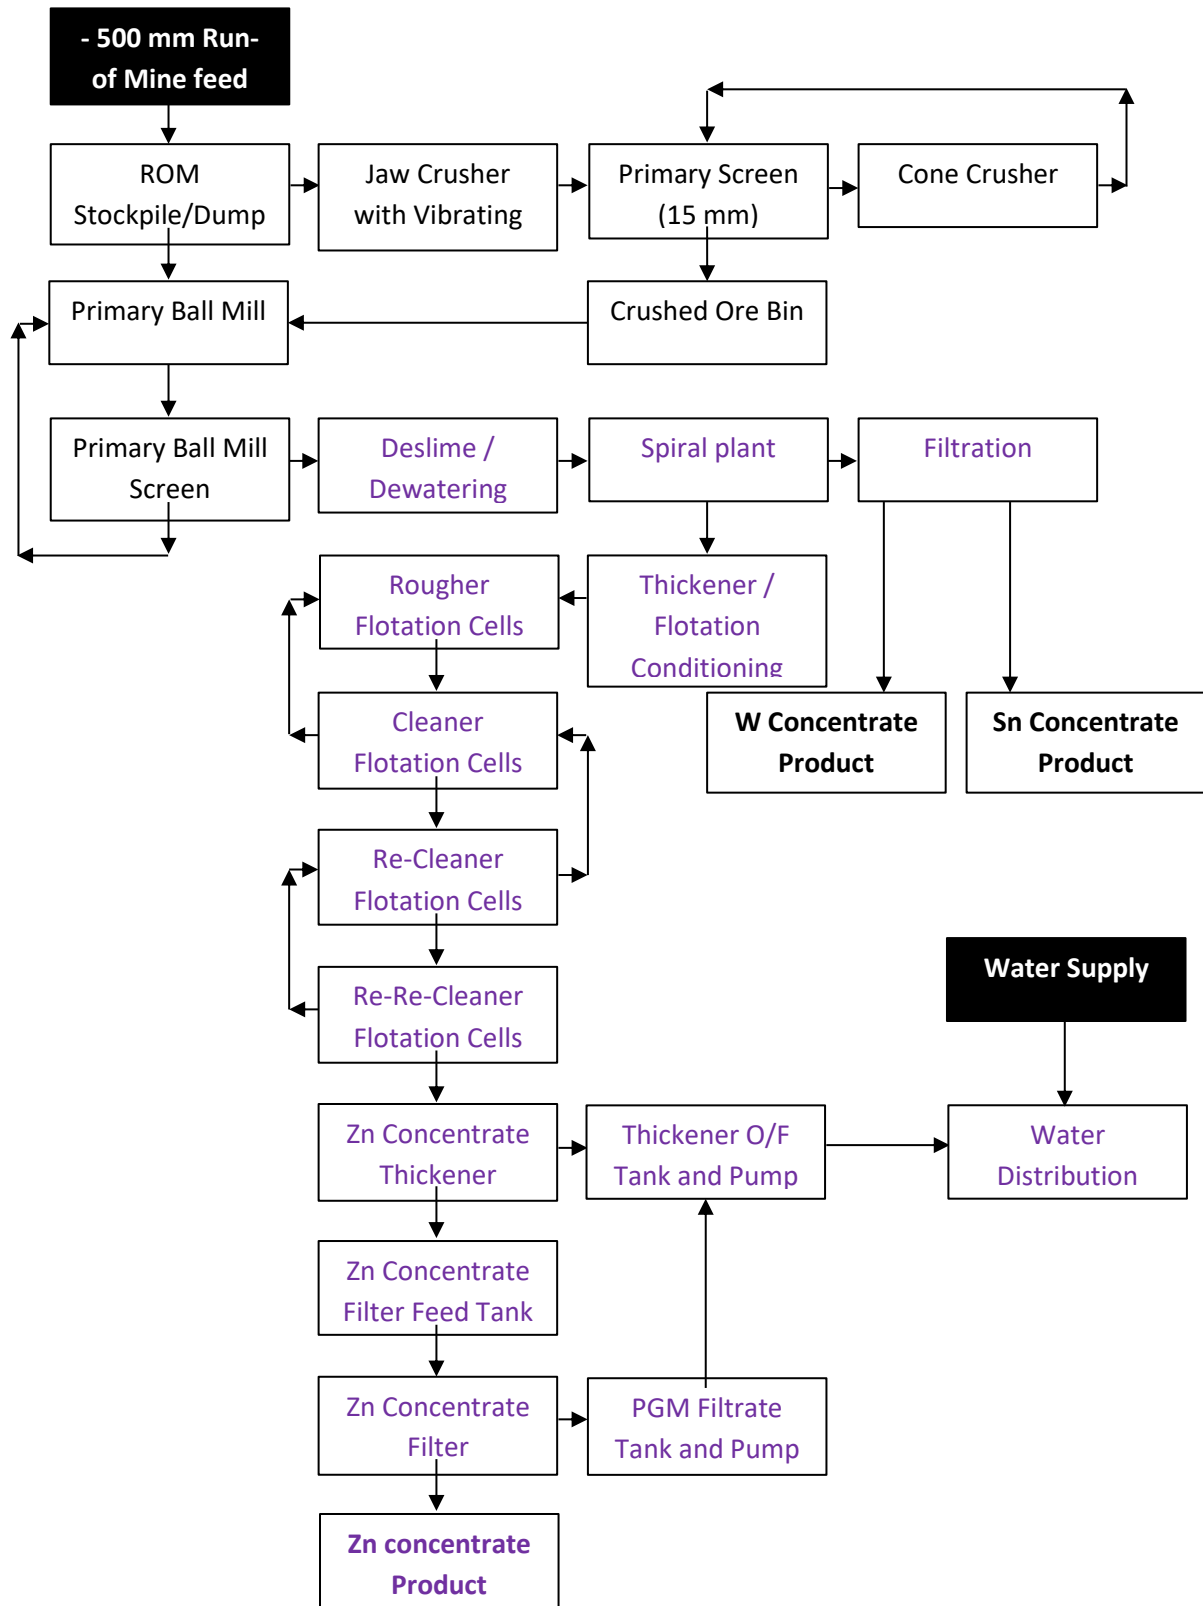 - 500 mm Run-
of Mine feed
ROM
Stockpile/Dump
Jaw Crusher
with Vibrating
Primary Screen
(15 mm)
Cone Crusher
Primary Ball Mill
Crushed Ore Bin
Primary Ball Mill
Screen
Deslime /
Dewatering
Spiral plant
Filtration
Rougher
Flotation Cells
Thickener /
Flotation
Conditioning
Cleaner
Flotation Cells
W Concentrate
Product
Sn Concentrate
Product
Re-Cleaner
Flotation Cells
Water Supply
Re-Re-Cleaner
Flotation Cells
Zn Concentrate
Thickener
Thickener O/F
Tank and Pump
Water
Distribution
Zn Concentrate
Filter Feed Tank
Zn Concentrate
Filter
PGM Filtrate
Tank and Pump
Zn concentrate
Product